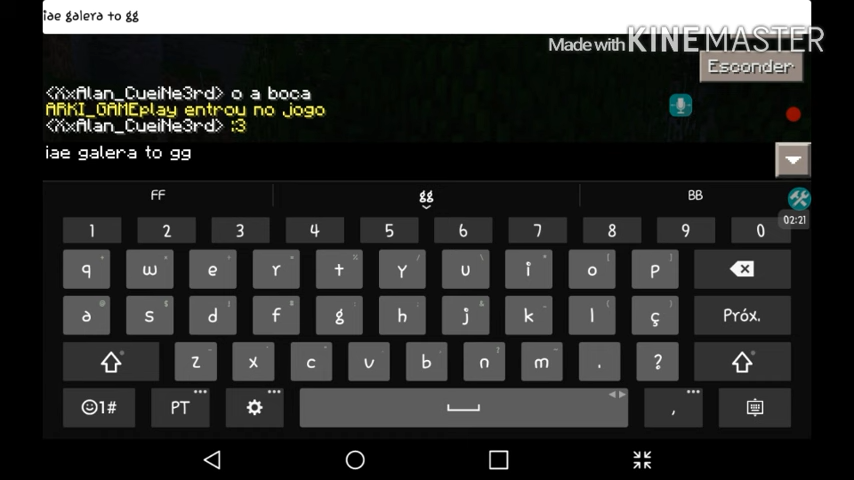 iae galera to gg
Made with KINEMASTER
Esconder
<XxAlan_CueiNe3rd> o a boca
ARKI_GAMEplay entrou no jogo
<XxAlan_CueiNe3rd> :3
iae galera to gg
FF gg BB
02:21
1 2 3 4 5 6 7 8 9 0
q w e r t y u i o p
a s d f g h j k l ç Próx.
z x c v b n m . ?
1# PT ,